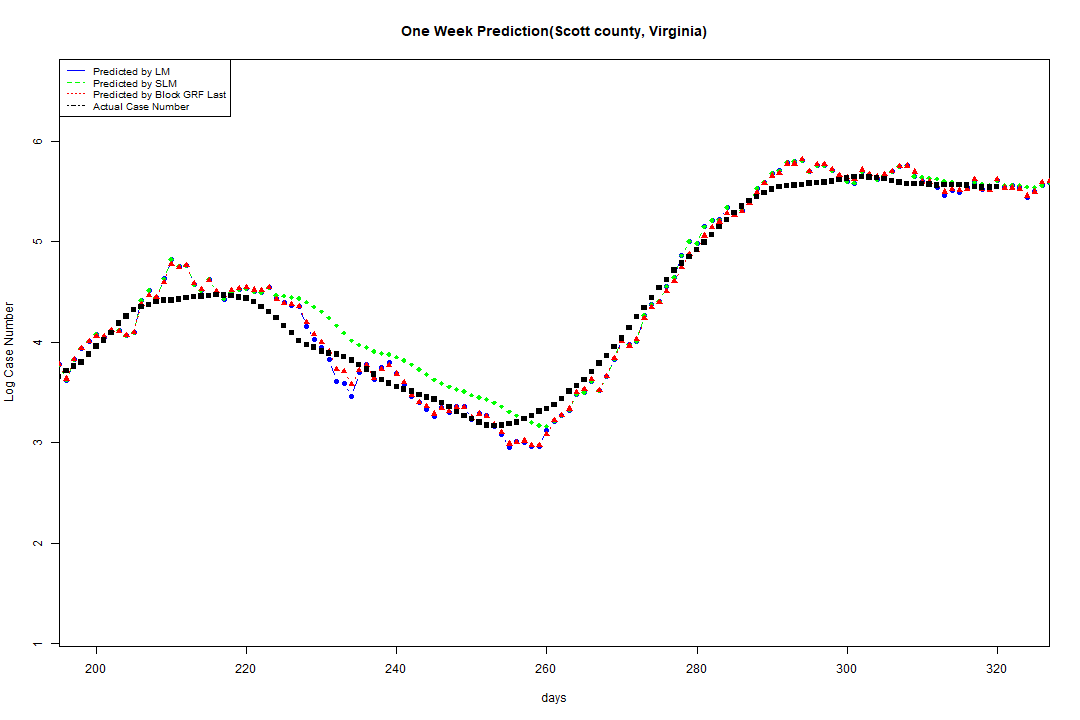 One Week Prediction(Scott county, Virginia)
Predicted by LM
Predicted by SLM
Predicted by Block GRF Last
Actual Case Number
6
5
4
3
2
1
Log Case Number
200 220 240 260 280 300 320
days